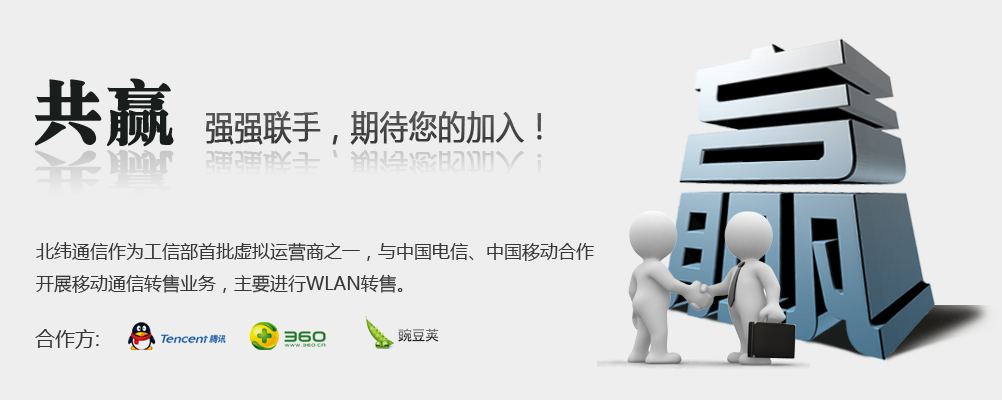 共赢
强强联手，期待您的加入！
北纬通信作为工信部首批虚拟运营商之一，与中国电信、中国移动合作
开展移动通信转售业务，主要进行WLAN转售。
合作方: Tencent 腾讯 360 WWW.360.CN 豌豆荚
赢